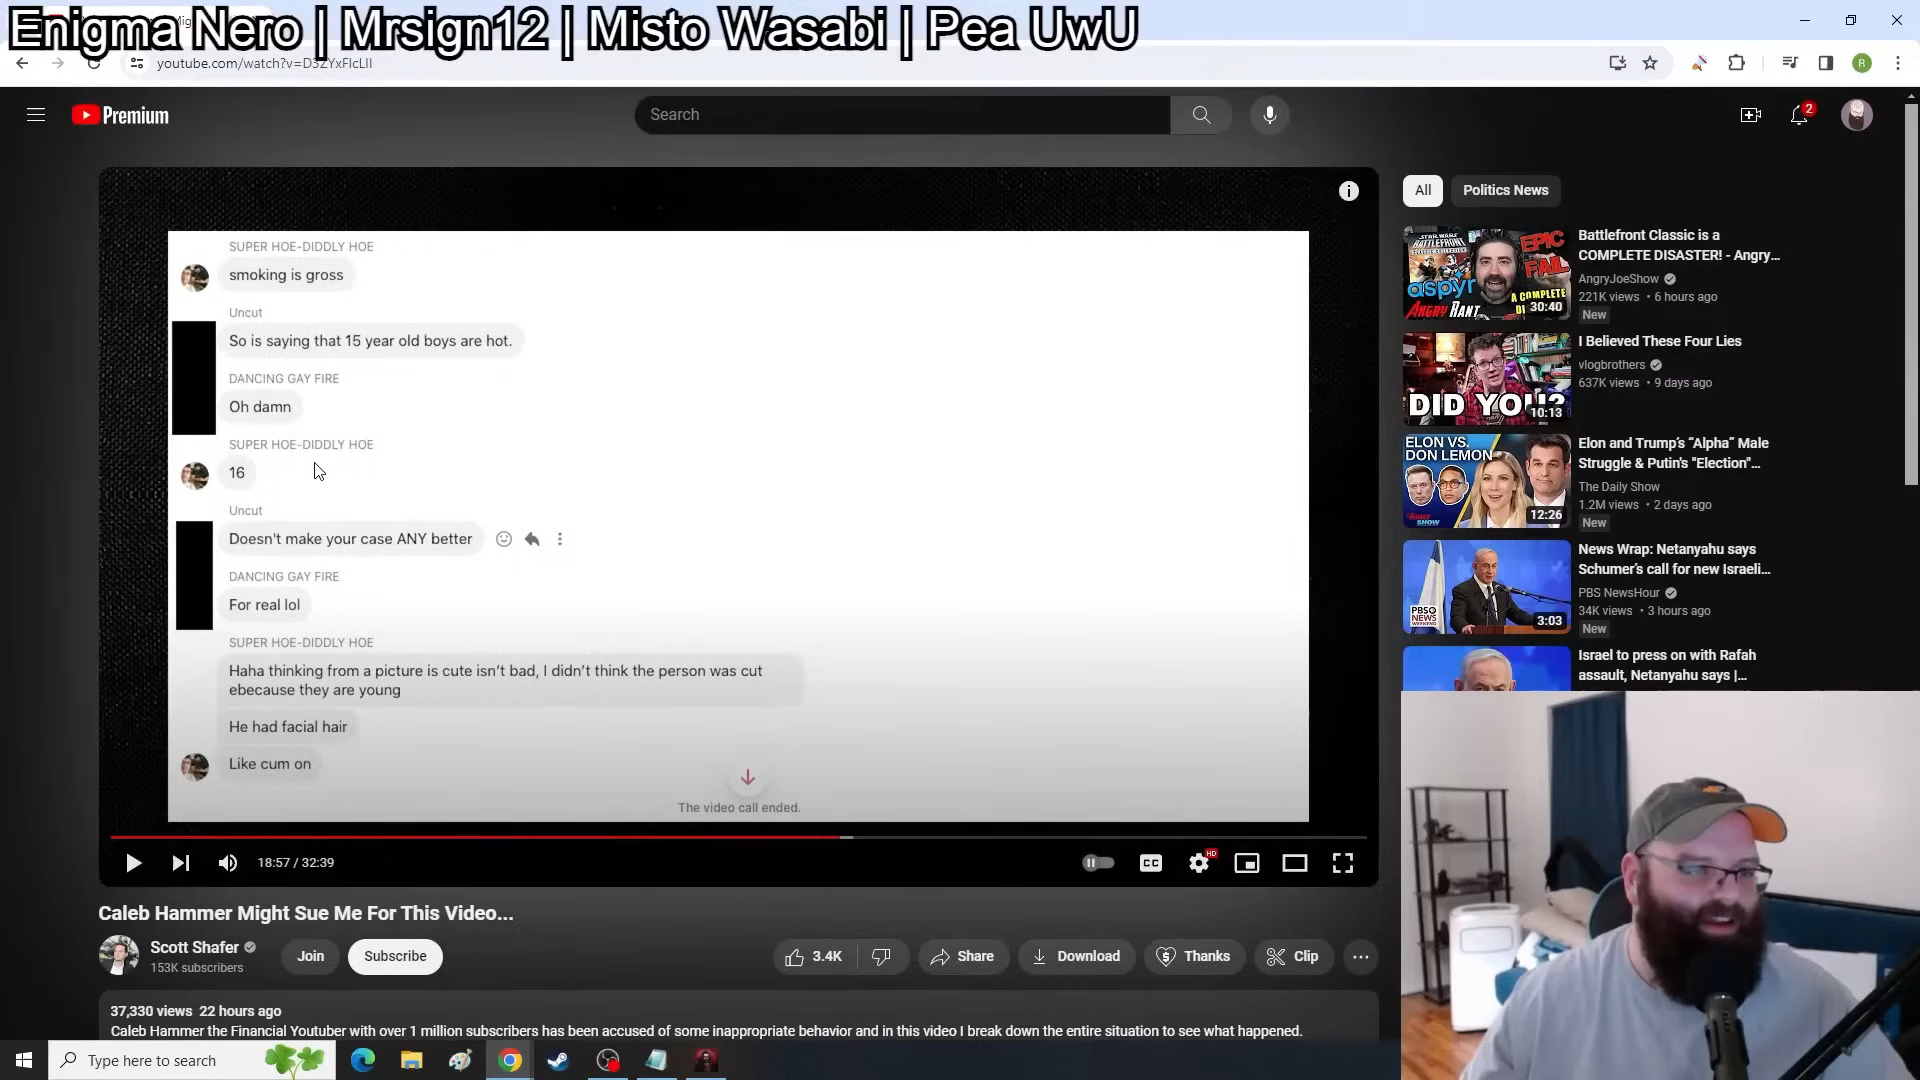 Enigma Nero | Mrsign12 | Misto Wasabi | Pea UwU
youtube.com/watch?v=D3ZYxFIcLII
R
Premium
Search
2
All
Politics News
SUPER HOE-DIDDLY HOE
smoking is gross
Uncut
So is saying that 15 year old boys are hot.
DANCING GAY FIRE
Oh damn
SUPER HOE-DIDDLY HOE
16
Uncut
Doesn't make your case ANY better
DANCING GAY FIRE
For real lol
SUPER HOE-DIDDLY HOE
Haha thinking from a picture is cute isn't bad, I didn't think the person was cut
ebecause they are young
He had facial hair
Like cum on
The video call ended.
18:57 / 32:39
CC
HD
Caleb Hammer Might Sue Me For This Video...
Scott Shafer
153K subscribers
Join
Subscribe
3.4K
Share
Download
Thanks
Clip
37,330 views 22 hours ago
Caleb Hammer the Financial Youtuber with over 1 million subscribers has been accused of some inappropriate behavior and in this video I break down the entire situation to see what happened.
EPIC
FAIL
aspyr
A COMPLETE
ANGRY RANT
30:40
Battlefront Classic is a
COMPLETE DISASTER! - Angry...
AngryJoeShow
221K views • 6 hours ago
New
DID YOU?
10:13
I Believed These Four Lies
vlogbrothers
637K views • 9 days ago
ELON VS.
DON LEMON
12:26
Elon and Trump's “Alpha” Male
Struggle & Putin's "Election"...
The Daily Show
1.2M views • 2 days ago
New
PBS
NEWS
WEEKEND
3:03
News Wrap: Netanyahu says
Schumer's call for new Israeli...
PBS NewsHour
34K views • 3 hours ago
New
Israel to press on with Rafah
assault, Netanyahu says |...
Type here to search